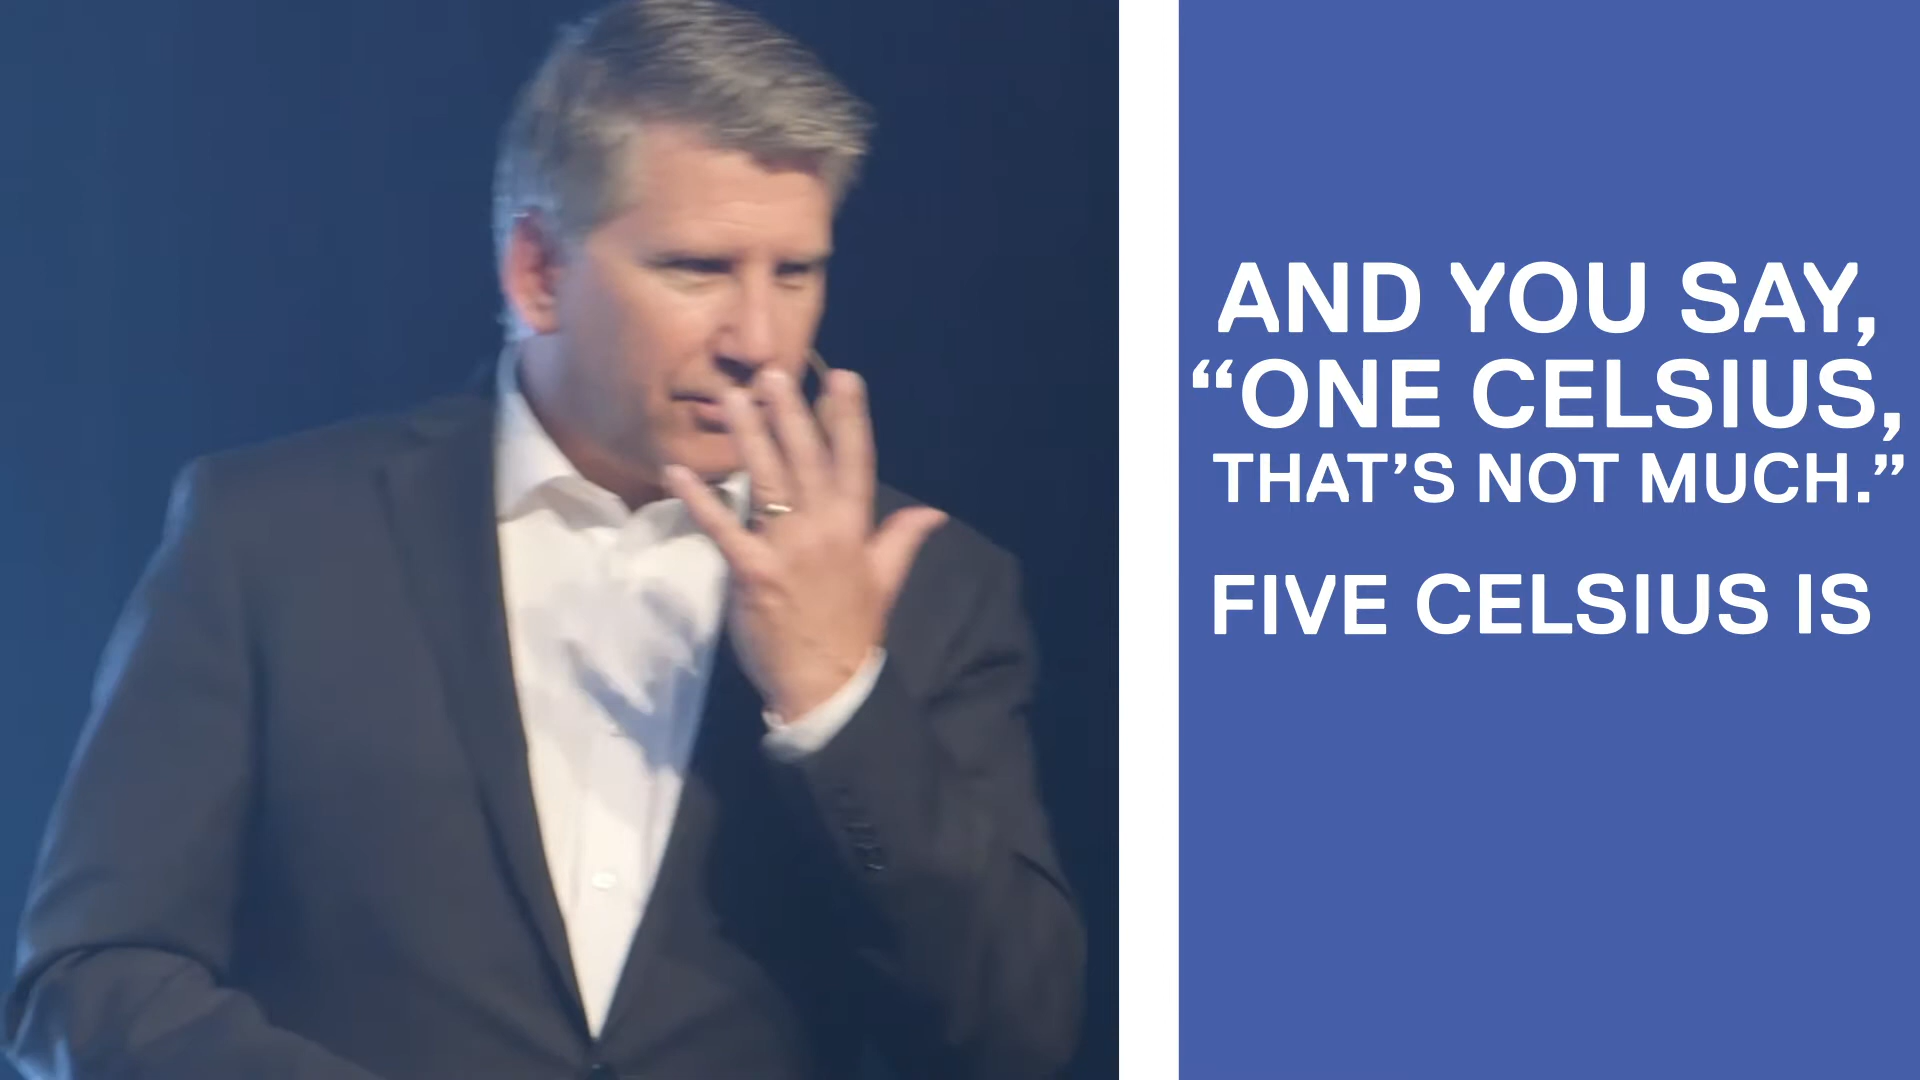 AND YOU SAY,
“ONE CELSIUS,
THAT’S NOT MUCH.”
FIVE CELSIUS IS